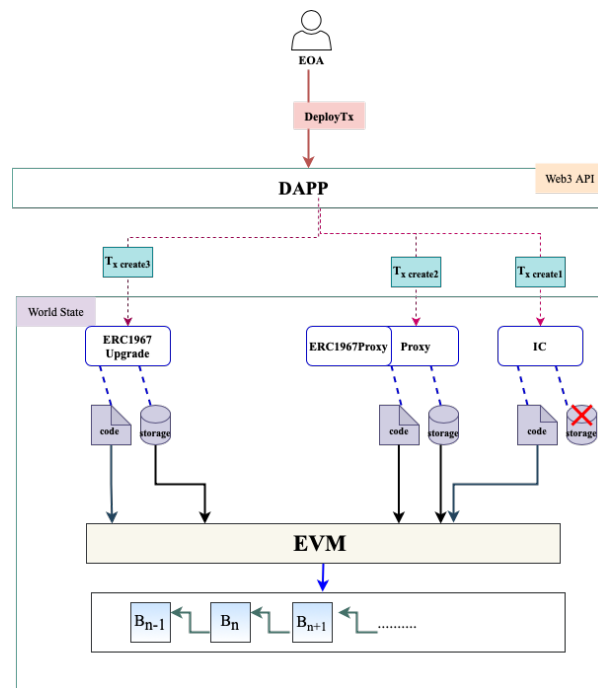 EOA
DeployTx
Web3 API
DAPP
Tx create3
Tx create2
Tx create1
World State
ERC1967
Upgrade
ERC1967Proxy
Proxy
IC
code
storage
code
storage
code
storage
EVM
Bn-1
Bn
Bn+1
..........